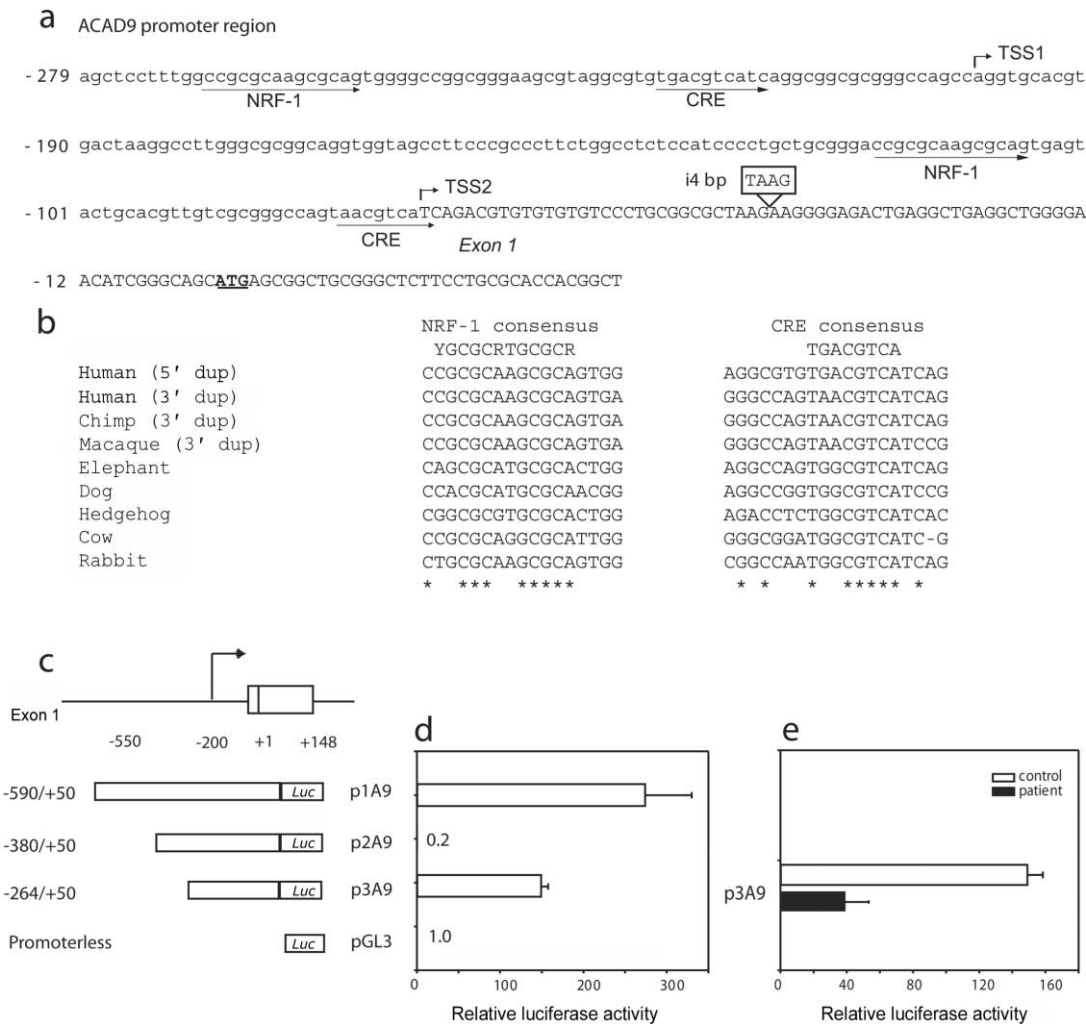 a ACAD9 promoter region
TSS1
- 279 agctcctttggccgcgcaagcgcagtggggccggcgggaagcgtaggcgtgtgacgtcatcaggcggcgcgggccagccaggtgcacgt
NRF-1 CRE
- 190 gactaaggccttgggcgcggcaggtggtagccttcccgcccttctggcctctccatcccctgctgcgggaccgcgcaagcgcagtgagt
NRF-1
i4 bp TAAG
TSS2
- 101 actgcacgttgtcgcgggccagtaacgtcaTCAGACGTGTGTGTGTCCCTGCGGCGCTAAGAAGGGGAGACTGAGGCTGAGGCTGGGGA
CRE Exon 1
- 12 ACATCGGGCAGCATGAGCGGCTGCGGGCTCTTCCTGCGCACCACGGCT
b
NRF-1 consensus CRE consensus
YGCGCRTGCGCR TGACGTCA
Human (5′ dup) CCGCGCAAGCGCAGTGG AGGCGTGTGACGTCATCAG
Human (3′ dup) CCGCGCAAGCGCAGTGA GGGCCAGTAACGTCATCAG
Chimp (3′ dup) CCGCGCAAGCGCAGTGA GGGCCAGTAACGTCATCAG
Macaque (3′ dup) CCGCGCAAGCGCAGTGA GGGCCAGTAACGTCATCCG
Elephant CAGCGCATGCGCACTGG AGGCCAGTGGCGTCATCAG
Dog CCACGCATGCGCAACGG AGGCCGGTGGCGTCATCCG
Hedgehog CGGCGCGTGCGCACTGG AGACCTCTGGCGTCATCAC
Cow CCGCGCAGGCGCATTGG GGGCGGATGGCGTCATC-G
Rabbit CTGCGCAAGCGCAGTGG CGGCCAATGGCGTCATCAG
* *** ***** * * * ***** *
c
Exon 1
-550 -200 +1 +148
-590/+50 Luc p1A9
-380/+50 Luc p2A9
-264/+50 Luc p3A9
Promoterless Luc pGL3
d
0.2
1.0
0 100 200 300
Relative luciferase activity
e
control
patient
p3A9
0 40 80 120 160
Relative luciferase activity